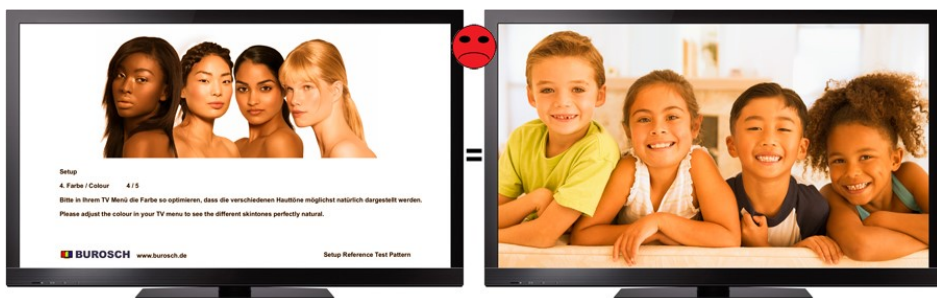 Setup
4. Farbe / Colour 4 / 5
Bitte in Ihrem TV Menü die Farbe so optimieren, dass die verschiedenen Hauttöne möglichst natürlich dargestellt werden.
Please adjust the colour in your TV menu to see the different skintones perfectly natural.
BUROSCH www.burosch.de Setup Reference Test Pattern
=